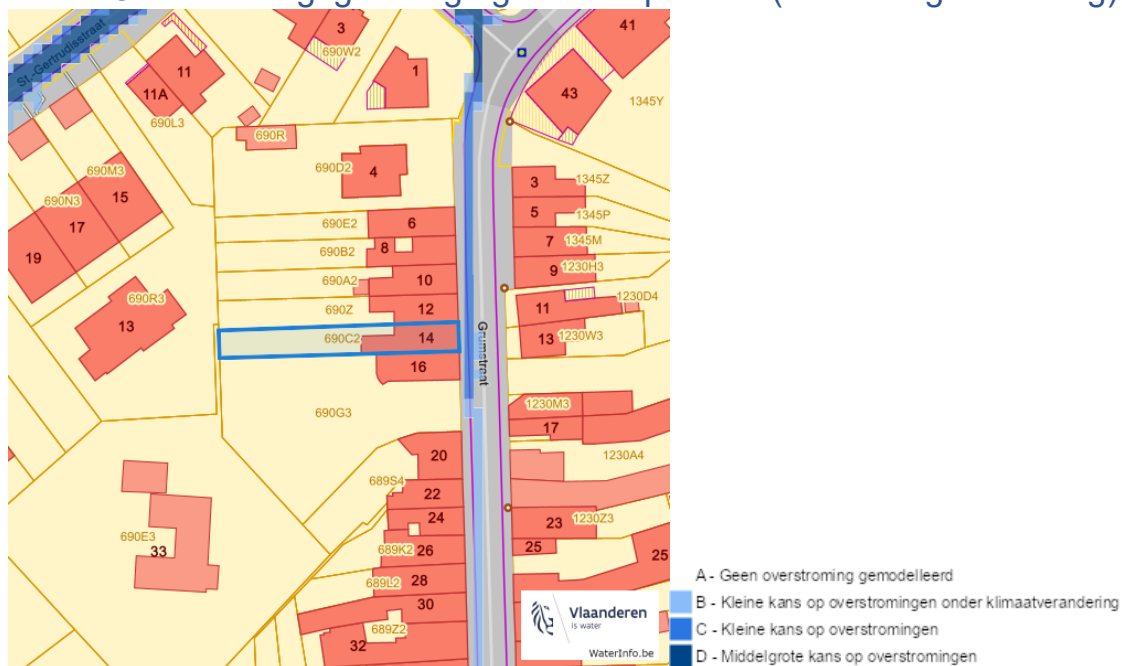 St.-Gertrudisstraat
3
690W2
1
41
43
1345Y
11
11A
690L3
690R
690D2
4
690M3
15
690N3
17
19
3
1345Z
5
1345P
7
1345M
9
1230H3
690E2
6
690B2
8
690A2
10
690Z
12
690C2
14
16
11
1230D4
13
1230W3
690R3
13
690G3
1230M3
17
1230A4
20
689S4
22
24
689K2
26
689L2
28
30
689Z2
32
23
1230Z3
25
25
690E3
33
Vlaanderen
is water
WaterInfo.be
A - Geen overstroming gemodelleerd
B - Kleine kans op overstromingen onder klimaatverandering
C - Kleine kans op overstromingen
D - Middelgrote kans op overstromingen